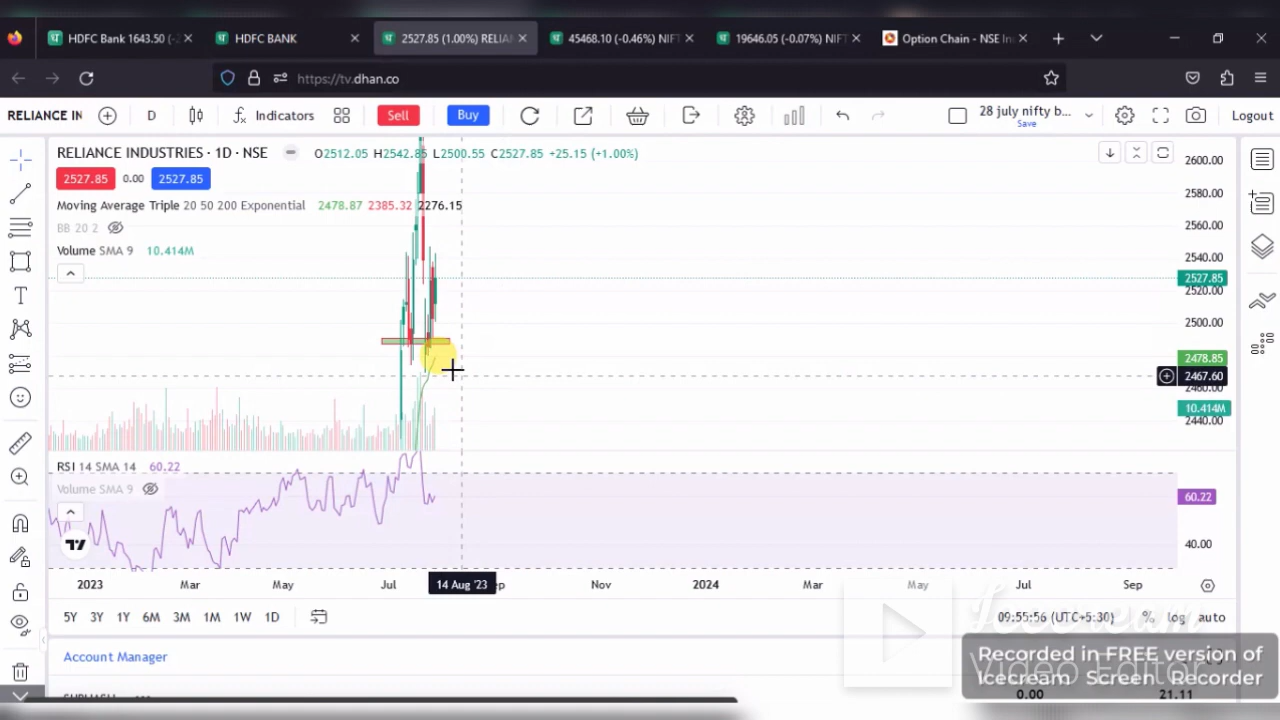 HDFC Bank 1643.50 (-
HDFC BANK
2527.85 (1.00%) RELIAN
45468.10 (-0.46%) NIFT
19646.05 (-0.07%) NIFT
Option Chain - NSE In
https://tv.dhan.co
RELIANCE IN
D
Indicators
Sell
Buy
28 july nifty b...
Save
Logout
RELIANCE INDUSTRIES · 1D · NSE
O2512.05 H2542.85 L2500.55 C2527.85 +25.15 (+1.00%)
2527.85 0.00 2527.85
Moving Average Triple 20 50 200 Exponential 2478.87 2385.32 2276.15
BB 20 2
Volume SMA 9 10.414M
2600.00
2580.00
2560.00
2540.00
2527.85
2520.00
2500.00
2478.85
2467.60
2460.00
10.414M
2440.00
RSI 14 SMA 14 60.22
Volume SMA 9
60.22
40.00
2023 Mar May Jul 14 Aug '23 ep Nov 2024 Mar May Jul Sep
5Y 3Y 1Y 6M 3M 1M 1W 1D
09:55:56 (UTC+5:30) % log auto
Account Manager
Icecream
Video Editor
Recorded in FREE version of
Icecream Screen Recorder
0.00 21.11